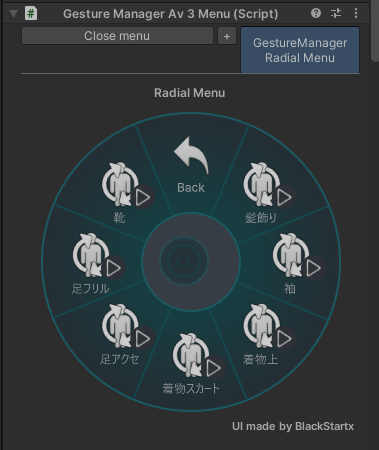 Gesture Manager Av 3 Menu (Script)
Close menu
+
GestureManager
Radial Menu
Radial Menu
Back
髪飾り
袖
着物上
着物スカート
足アクセ
足フリル
靴
UI made by BlackStartx